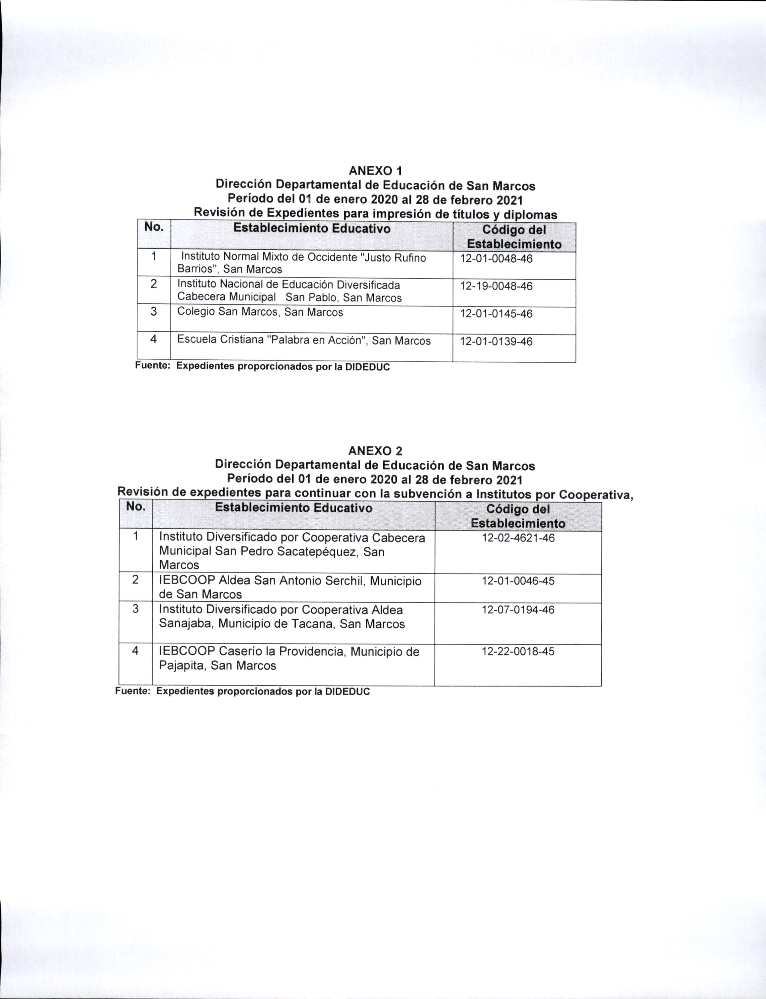 ANEXO 1
Dirección Departamental de Educación de San Marcos
Período del 01 de enero 2020 al 28 de febrero 2021
Revisión de Expedientes para impresión de títulos y diplomas
No. Establecimiento Educativo Código del
Establecimiento
1 Instituto Normal Mixto de Occidente "Justo Rufino 12-01-0048-46
Barrios", San Marcos
2 Instituto Nacional de Educación Diversificada 12-19-0048-46
Cabecera Municipal San Pablo, San Marcos
3 Colegio San Marcos, San Marcos 12-01-0145-46
4 Escuela Cristiana "Palabra en Acción", San Marcos 12-01-0139-46
Fuente: Expedientes proporcionados por la DIDEDUC
ANEXO 2
Dirección Departamental de Educación de San Marcos
Período del 01 de enero 2020 al 28 de febrero 2021
Revisión de expedientes para continuar con la subvención a Institutos por Cooperativa,
No. Establecimiento Educativo Código del
Establecimiento
1 Instituto Diversificado por Cooperativa Cabecera 12-02-4621-46
Municipal San Pedro Sacatepéquez, San
Marcos
2 IEBCOOP Aldea San Antonio Serchil, Municipio 12-01-0046-45
de San Marcos
3 Instituto Diversificado por Cooperativa Aldea 12-07-0194-46
Sanajaba, Municipio de Tacana, San Marcos
4 IEBCOOP Caserío la Providencia, Municipio de 12-22-0018-45
Pajapita, San Marcos
Fuente: Expedientes proporcionados por la DIDEDUC